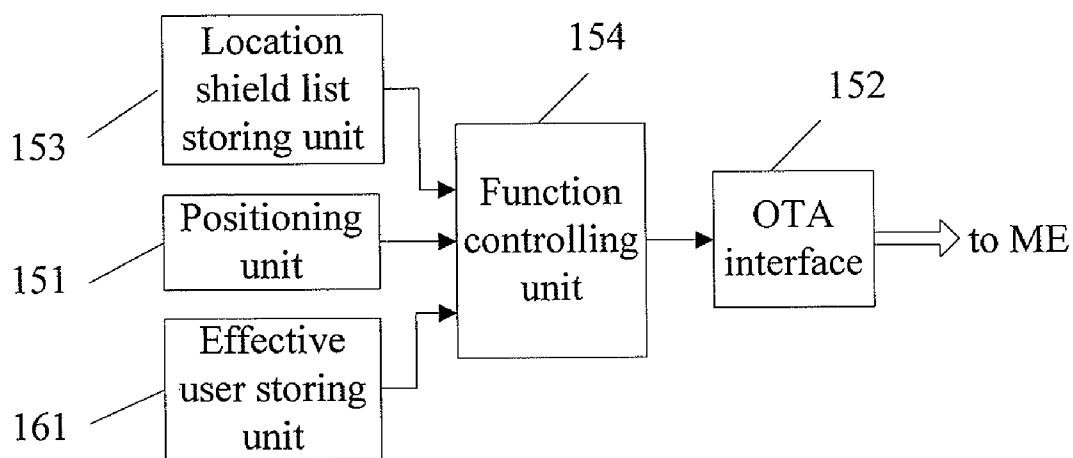 Location
shield list
storing unit
153
Positioning
unit
151
Effective
user storing
unit
161
154
Function
controlling
unit
152
OTA
interface
to ME